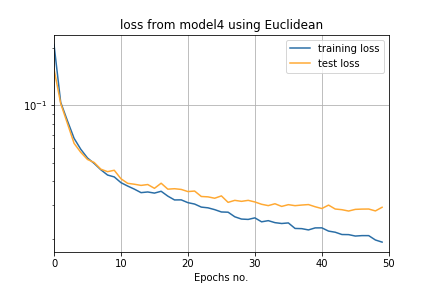 loss from model4 using Euclidean
training loss
test loss
10⁻¹
0 10 20 30 40 50
Epochs no.